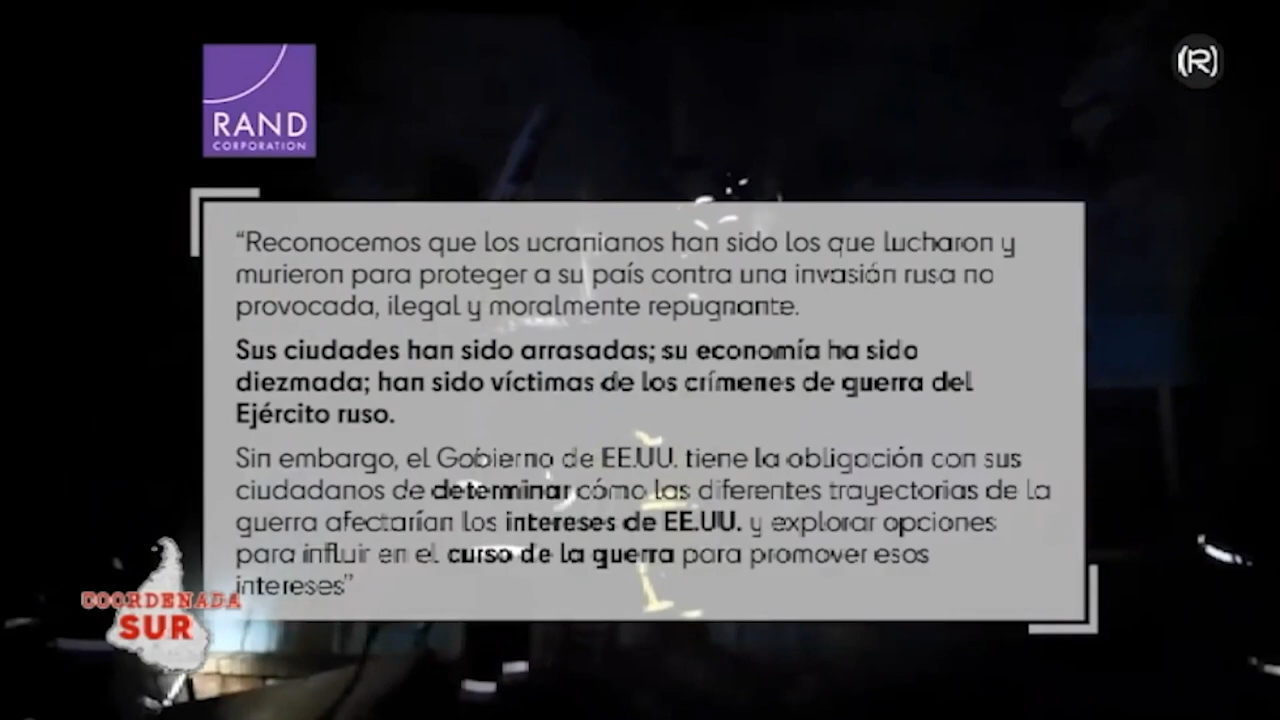 RAND
CORPORATION
(R)
“Reconocemos que los ucranianos han sido los que lucharon y
murieron para proteger a su país contra una invasión rusa no
provocada, ilegal y moralmente repugnante.
Sus ciudades han sido arrasadas; su economía ha sido
diezmada; han sido víctimas de los crímenes de guerra del
Ejército ruso.
Sin embargo, el Gobierno de EE.UU. tiene la obligación con sus
ciudadanos de determinar cómo las diferentes trayectorias de la
guerra afectarían los intereses de EE.UU. y explorar opciones
para influir en el curso de la guerra para promover esos
intereses”
COORDENADA
SUR